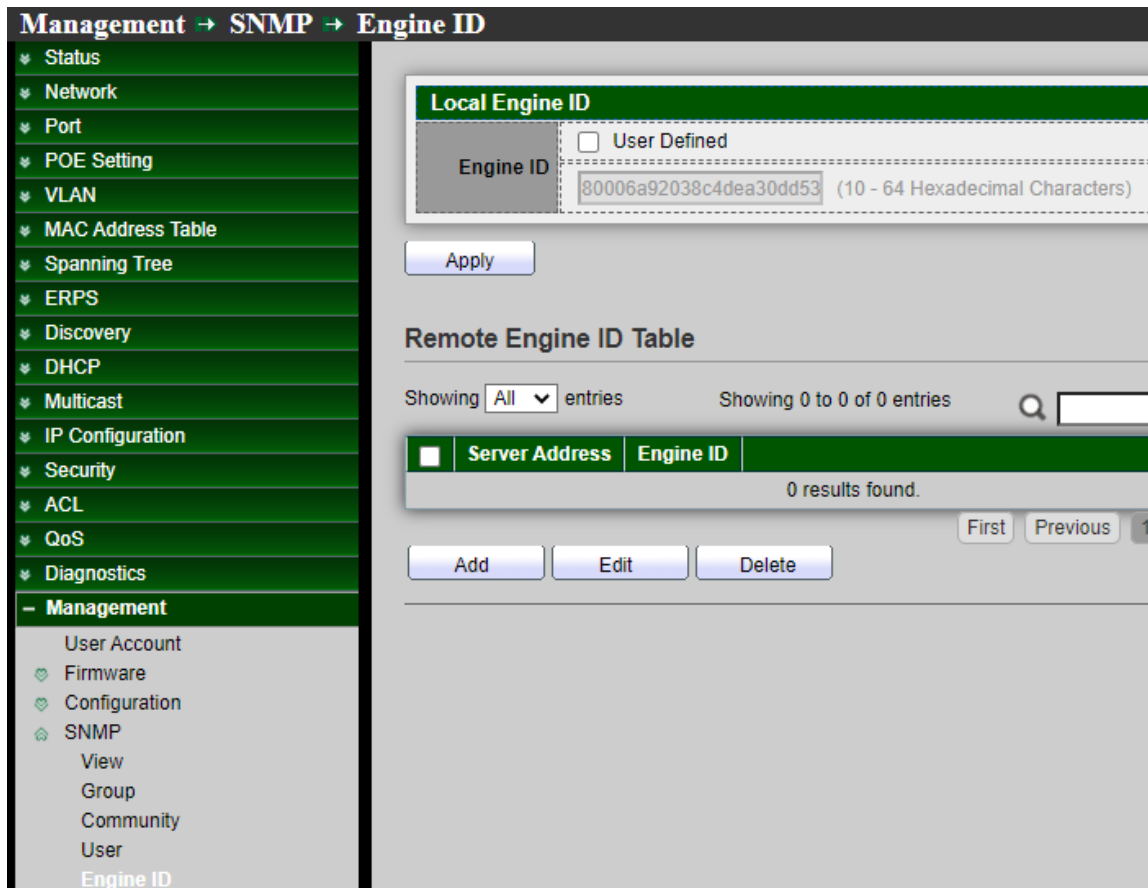 Management → SNMP → Engine ID
Status
Network
Port
POE Setting
VLAN
MAC Address Table
Spanning Tree
ERPS
Discovery
DHCP
Multicast
IP Configuration
Security
ACL
QoS
Diagnostics
Management
User Account
Firmware
Configuration
SNMP
View
Group
Community
User
Engine ID
Local Engine ID
Engine ID
User Defined
80006a92038c4dea30dd53 (10 - 64 Hexadecimal Characters)
Apply
Remote Engine ID Table
Showing All entries Showing 0 to 0 of 0 entries
Server Address Engine ID
0 results found.
First Previous 1
Add Edit Delete